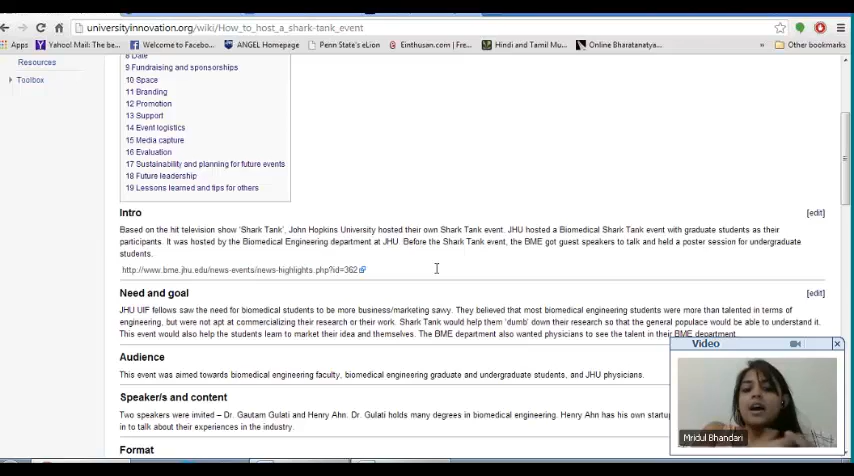 universityinnovation.org/wiki/How_to_host_a_shark-tank_event
Apps Yahoo! Mail: The be... Welcome to Facebo... ANGEL Homepage Penn State's eLion Einthusan.com | Fre... Hindi and Tamil Mu... Online Bharatanatya... » Other bookmarks
Resources
Toolbox
8 Date
9 Fundraising and sponsorships
10 Space
11 Branding
12 Promotion
13 Support
14 Event logistics
15 Media capture
16 Evaluation
17 Sustainability and planning for future events
18 Future leadership
19 Lessons learned and tips for others
Intro [edit]
Based on the hit television show 'Shark Tank', John Hopkins University hosted their own Shark Tank event. JHU hosted a Biomedical Shark Tank event with graduate students as their
participants. It was hosted by the Biomedical Engineering department at JHU. Before the Shark Tank event, the BME got guest speakers to talk and held a poster session for undergraduate
students.
http://www.bme.jhu.edu/news-events/news-highlights.php?id=362
Need and goal [edit]
JHU UIF fellows saw the need for biomedical students to be more business/marketing savy. They believed that most biomedical engineering students were more than talented in terms of
engineering, but were not apt at commercializing their research or their work. Shark Tank would help them 'dumb' down their research so that the general populace would be able to understand it.
This event would also help the students learn to market their idea and themselves. The BME department also wanted physicians to see the talent in their BME department.
Audience
This event was aimed towards biomedical engineering faculty, biomedical engineering graduate and undergraduate students, and JHU physicians.
Speaker/s and content
Two speakers were invited – Dr. Gautam Gulati and Henry Ahn. Dr. Gulati holds many degrees in biomedical engineering. Henry Ahn has his own startup
in to talk about their experiences in the industry.
Format
Video
Mridul Bhandari